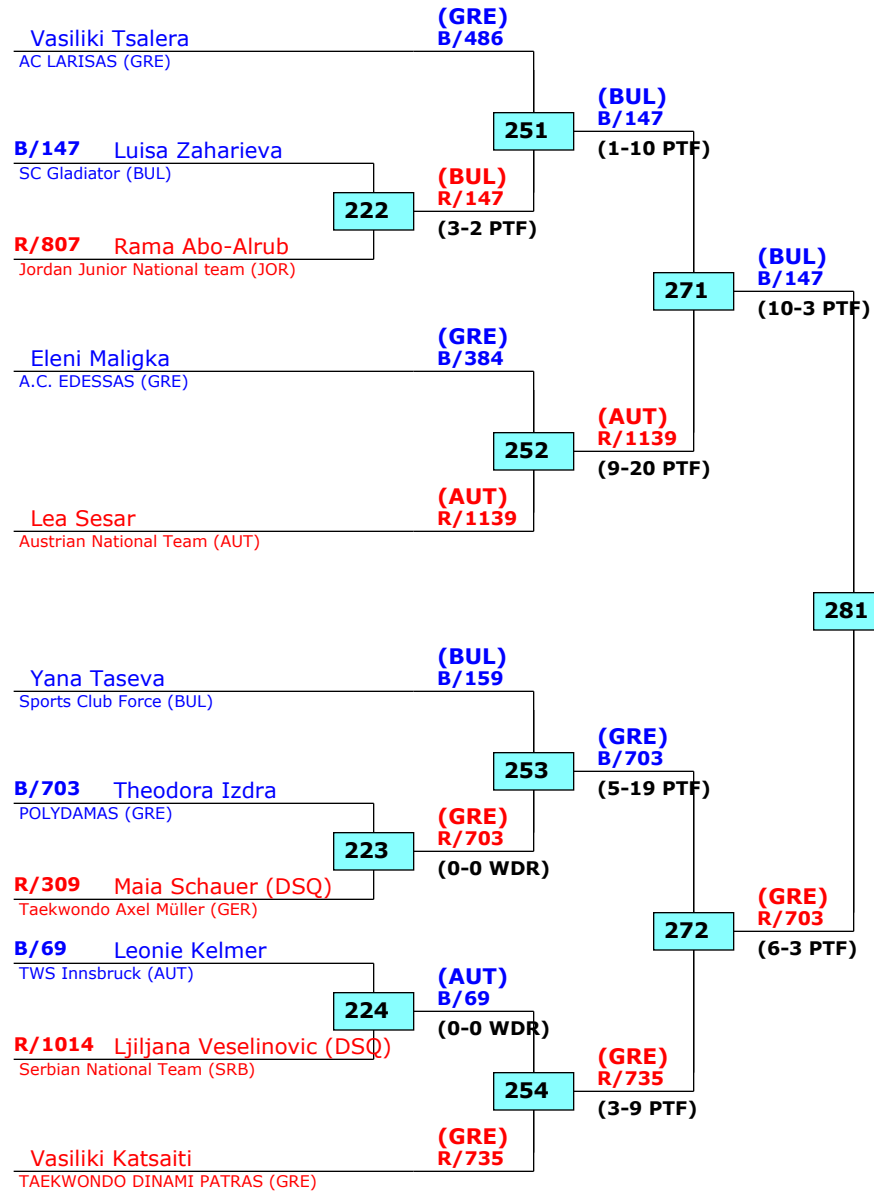 (GRE)
Vasiliki Tsalera B/486
AC LARISAS (GRE)
(BUL)
251 B/147
(1-10 PTF)
B/147 Luisa Zaharieva
SC Gladiator (BUL)
(BUL)
222 R/147
(3-2 PTF)
R/807 Rama Abo-Alrub
Jordan Junior National team (JOR)
(BUL)
271 B/147
(10-3 PTF)
(GRE)
Eleni Maligka B/384
A.C. EDESSAS (GRE)
(AUT)
252 R/1139
(9-20 PTF)
(AUT)
Lea Sesar R/1139
Austrian National Team (AUT)
281
(BUL)
Yana Taseva B/159
Sports Club Force (BUL)
(GRE)
253 B/703
(5-19 PTF)
B/703 Theodora Izdra
POLYDAMAS (GRE)
(GRE)
223 R/703
(0-0 WDR)
R/309 Maia Schauer (DSQ)
Taekwondo Axel Müller (GER)
(GRE)
272 R/703
(6-3 PTF)
B/69 Leonie Kelmer
TWS Innsbruck (AUT)
(AUT)
224 B/69
(0-0 WDR)
R/1014 Ljiljana Veselinovic (DSQ)
Serbian National Team (SRB)
(GRE)
254 R/735
(3-9 PTF)
(GRE)
Vasiliki Katsaiti R/735
TAEKWONDO DINAMI PATRAS (GRE)